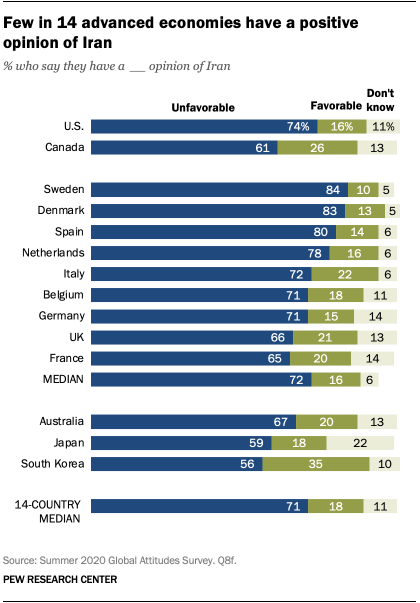 Few in 14 advanced economies have a positive
opinion of Iran
% who say they have a __ opinion of Iran
Unfavorable Favorable Don't know
U.S. 74% 16% 11%
Canada 61 26 13
Sweden 84 10 5
Denmark 83 13 5
Spain 80 14 6
Netherlands 78 16 6
Italy 72 22 6
Belgium 71 18 11
Germany 71 15 14
UK 66 21 13
France 65 20 14
MEDIAN 72 16 6
Australia 67 20 13
Japan 59 18 22
South Korea 56 35 10
14-COUNTRY
MEDIAN 71 18 11
Source: Summer 2020 Global Attitudes Survey. Q8f.
PEW RESEARCH CENTER